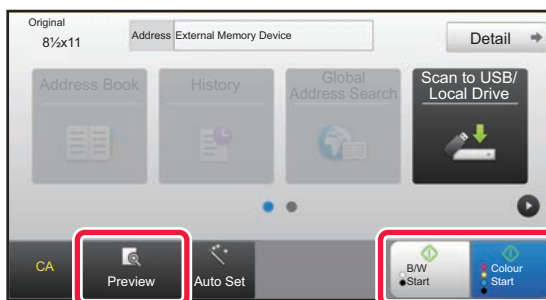 Original
8½x11
Address External Memory Device
Detail
Address Book
History
Global
Address Search
Scan to USB/
Local Drive
CA
Preview
Auto Set
B/W
Start
Colour
Start